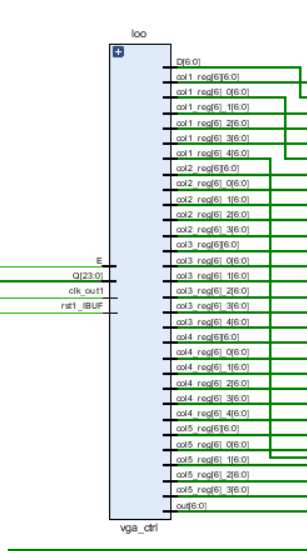 loo
D[6:0]
col1_reg[6][6:0]
col1_reg[6]_0[6:0]
col1_reg[6]_1[6:0]
col1_reg[6]_2[6:0]
col1_reg[6]_3[6:0]
col1_reg[6]_4[6:0]
col2_reg[6][6:0]
col2_reg[6]_0[6:0]
col2_reg[6]_1[6:0]
col2_reg[6]_2[6:0]
col2_reg[6]_3[6:0]
col3_reg[6][6:0]
E
col3_reg[6]_0[6:0]
Q[23:0]
col3_reg[6]_1[6:0]
clk_out1
col3_reg[6]_2[6:0]
rst1_IBUF
col3_reg[6]_3[6:0]
col3_reg[6]_4[6:0]
col4_reg[6][6:0]
col4_reg[6]_0[6:0]
col4_reg[6]_1[6:0]
col4_reg[6]_2[6:0]
col4_reg[6]_3[6:0]
col4_reg[6]_4[6:0]
col5_reg[6][6:0]
col5_reg[6]_0[6:0]
col5_reg[6]_1[6:0]
col5_reg[6]_2[6:0]
col5_reg[6]_3[6:0]
out[6:0]
vga_ctrl